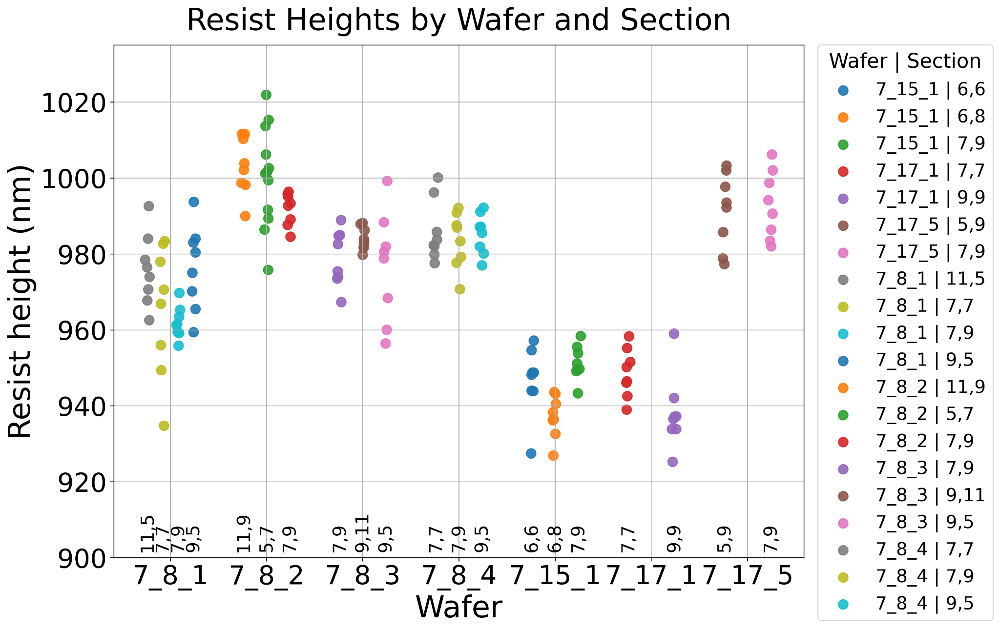 Resist Heights by Wafer and Section
Resist height (nm)
1020
1000
980
960
940
920
900
11,5
7,7
7,9
9,5
11,9
5,7
7,9
7,9
9,11
9,5
7,7
7,9
9,5
6,6
6,8
7,9
7,7
9,9
5,9
7,9
7_8_1
7_8_2
7_8_3
7_8_4
7_15_1
7_17_1
7_17_5
Wafer
Wafer | Section
7_15_1 | 6,6
7_15_1 | 6,8
7_15_1 | 7,9
7_17_1 | 7,7
7_17_1 | 9,9
7_17_5 | 5,9
7_17_5 | 7,9
7_8_1 | 11,5
7_8_1 | 7,7
7_8_1 | 7,9
7_8_1 | 9,5
7_8_2 | 11,9
7_8_2 | 5,7
7_8_2 | 7,9
7_8_3 | 7,9
7_8_3 | 9,11
7_8_3 | 9,5
7_8_4 | 7,7
7_8_4 | 7,9
7_8_4 | 9,5